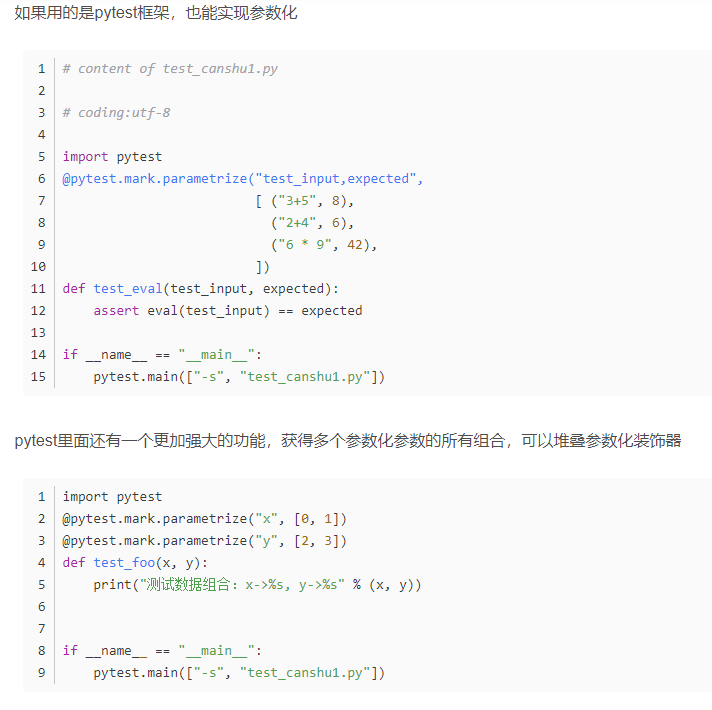 如果用的是pytest框架，也能实现参数化
1 # content of test_canshu1.py
2
3 # coding:utf-8
4
5 import pytest
6 @pytest.mark.parametrize("test_input,expected",
7                          [ ("3+5", 8),
8                            ("2+4", 6),
9                            ("6 * 9", 42),
10                          ])
11 def test_eval(test_input, expected):
12     assert eval(test_input) == expected
13
14 if __name__ == "__main__":
15     pytest.main(["-s", "test_canshu1.py"])
pytest里面还有一个更加强大的功能，获得多个参数化参数的所有组合，可以堆叠参数化装饰器
1 import pytest
2 @pytest.mark.parametrize("x", [0, 1])
3 @pytest.mark.parametrize("y", [2, 3])
4 def test_foo(x, y):
5     print("测试数据组合：x->%s, y->%s" % (x, y))
6
7
8 if __name__ == "__main__":
9     pytest.main(["-s", "test_canshu1.py"])